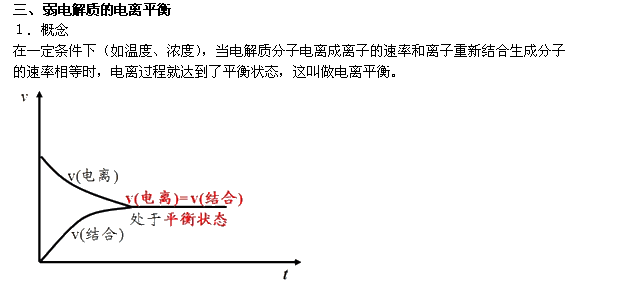 三、弱电解质的电离平衡
1．概念
在一定条件下（如温度、浓度），当电解质分子电离成离子的速率和离子重新结合生成分子
的速率相等时，电离过程就达到了平衡状态，这叫做电离平衡。
v
v(电离)
v(电离)=v(结合)
处于平衡状态
v(结合)
t